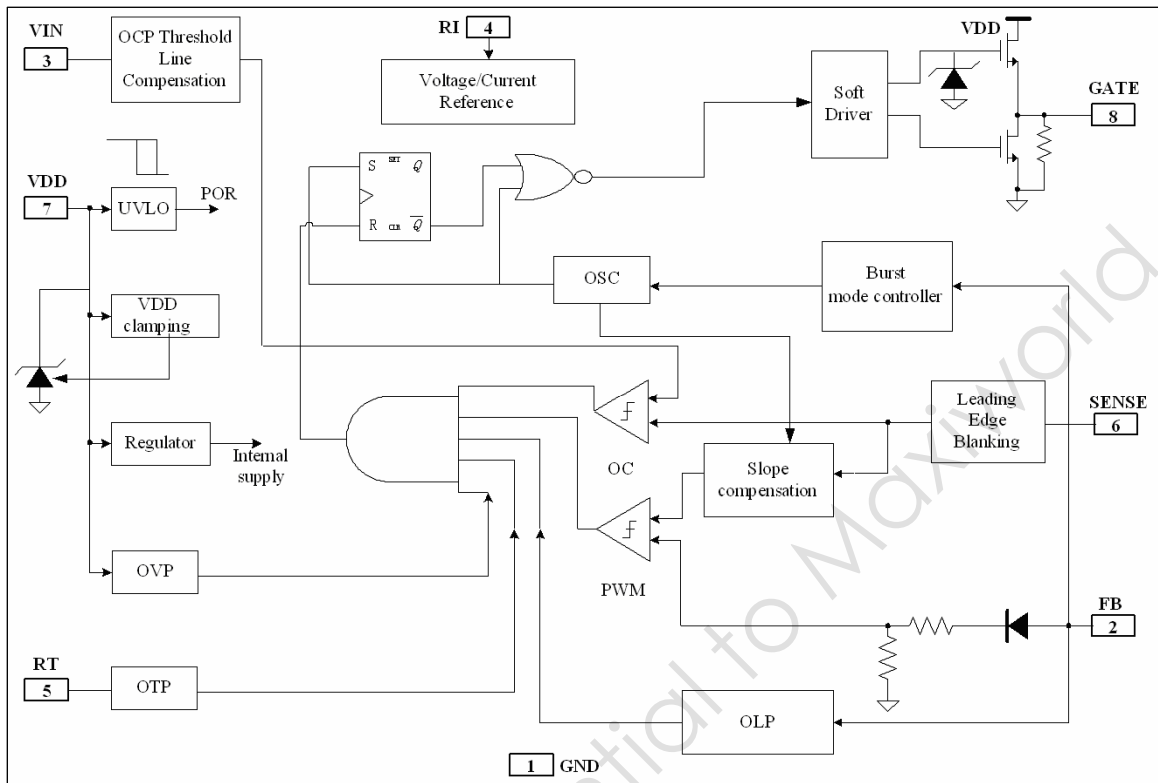 VIN
3
OCP Threshold
Line
Compensation
RI
4
Voltage/Current
Reference
VDD
Soft
Driver
GATE
8
S SET Q
R CLR Q
VDD
7
UVLO
POR
OSC
Burst
mode controller
VDD
clamping
Leading
Edge
Blanking
SENSE
6
Regulator
Internal
supply
OC
Slope
compensation
OVP
PWM
FB
2
RT
5
OTP
OLP
1
GND
ntial to Maxiworld